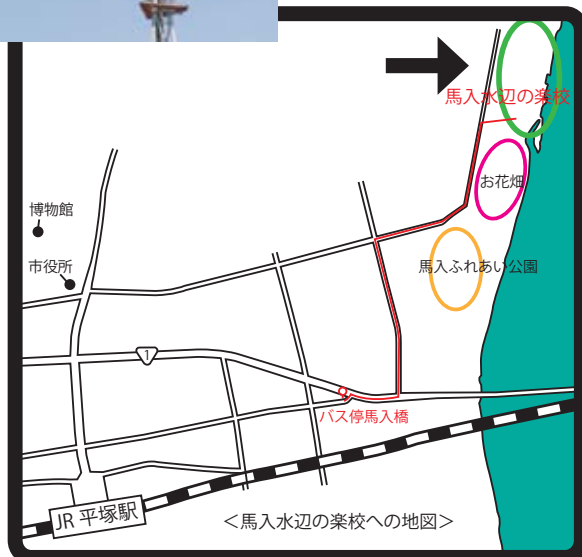 馬入水辺の楽校
お花畑
博物館
市役所
馬入ふれあい公園
1
バス停馬入橋
JR 平塚駅
＜馬入水辺の楽校への地図＞